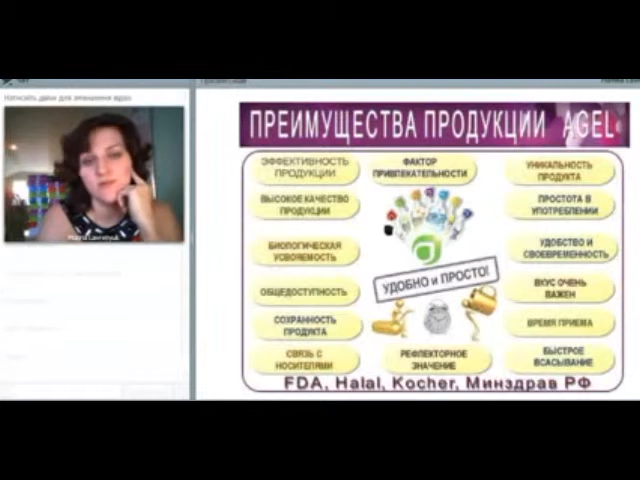 ПРЕИМУЩЕСТВА ПРОДУКЦИИ AGEL
ЭФФЕКТИВНОСТЬ
ПРОДУКЦИИ
ФАКТОР
ПРИВЛЕКАТЕЛЬНОСТИ
УНИКАЛЬНОСТЬ
ПРОДУКТА
ВЫСОКОЕ КАЧЕСТВО
ПРОДУКЦИИ
ПРОСТОТА В
УПОТРЕБЛЕНИИ
БИОЛОГИЧЕСКАЯ
УСВОЯЕМОСТЬ
УДОБСТВО И
СВОЕВРЕМЕННОСТЬ
УДОБНО и ПРОСТО!
ОБЩЕДОСТУПНОСТЬ
ВКУС ОЧЕНЬ
ВАЖЕН
СОХРАННОСТЬ
ПРОДУКТА
ВРЕМЯ ПРИЕМА
СВЯЗЬ С
НОСИТЕЛЯМИ
РЕФЛЕКТОРНОЕ
ЗНАЧЕНИЕ
БЫСТРОЕ
ВСАСЫВАНИЕ
FDA, Halal, Kocher, Минздрав РФ